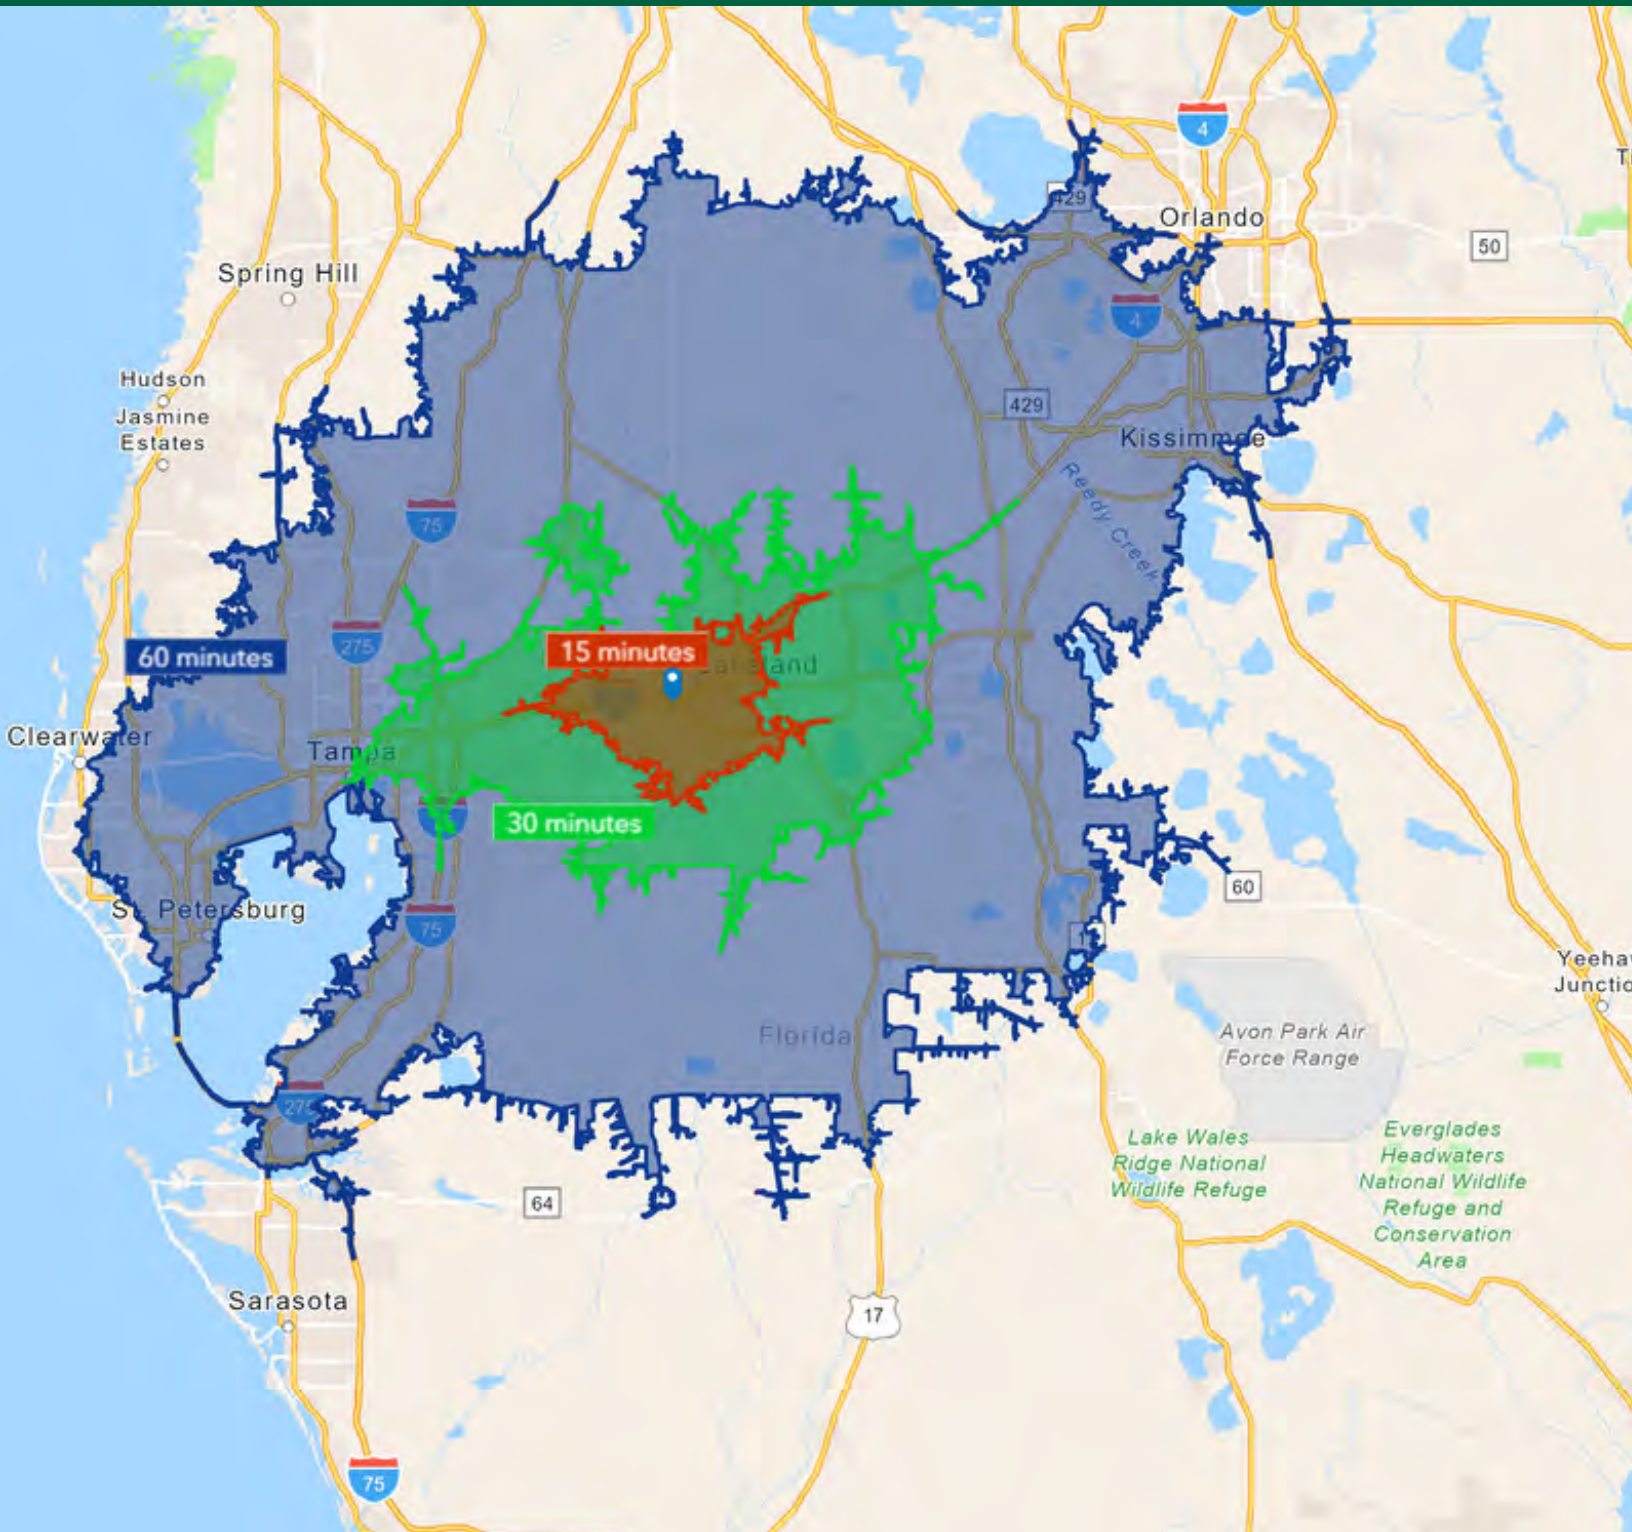 4
Orlando
429
50
Spring Hill
4
Hudson
Jasmine
Estates
429
Kissimmee
Reedy Creek
75
275
60 minutes
15 minutes
Lakeland
Clearwater
Tampa
30 minutes
60
St. Petersburg
75
Yeeha
Junctio
Florida
Avon Park Air
Force Range
275
Lake Wales
Ridge National
Wildlife Refuge
Everglades
Headwaters
National Wildlife
Refuge and
Conservation
Area
64
Sarasota
17
75